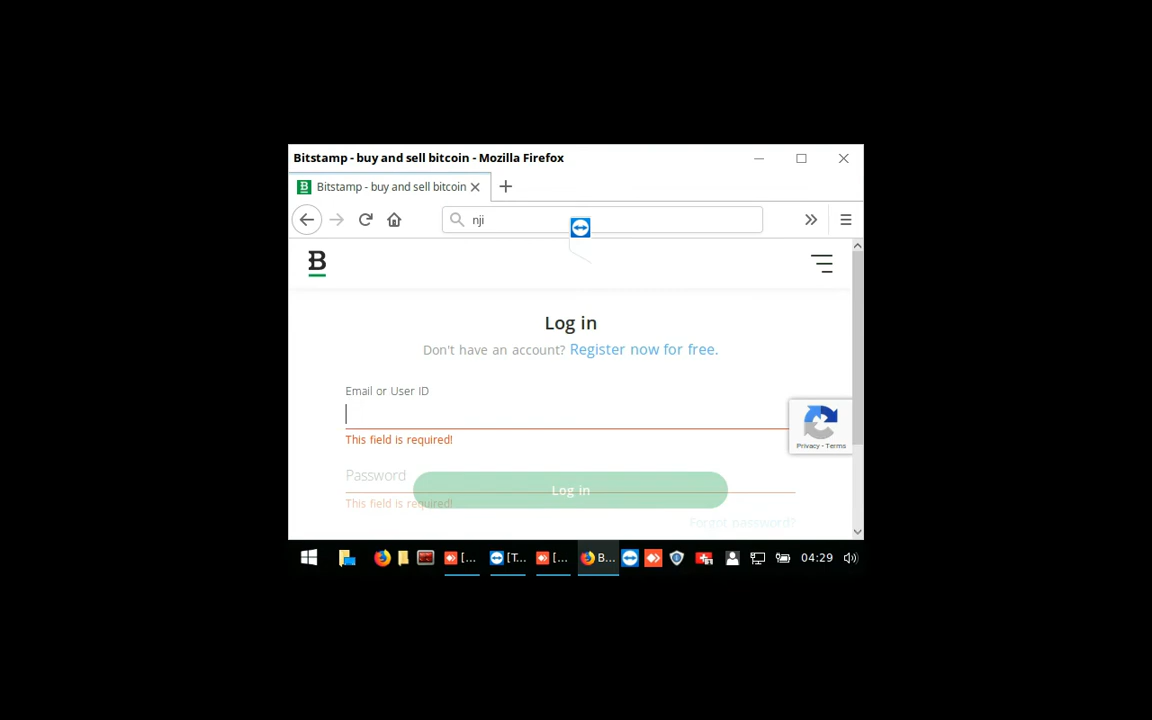 Bitstamp - buy and sell bitcoin - Mozilla Firefox
B Bitstamp - buy and sell bitcoin
nji
B
Log in
Don't have an account? Register now for free.
Email or User ID
This field is required!
Privacy - Terms
Password
Log in
This field is required!
Forgot password?
[... [T... [... B... 04:29